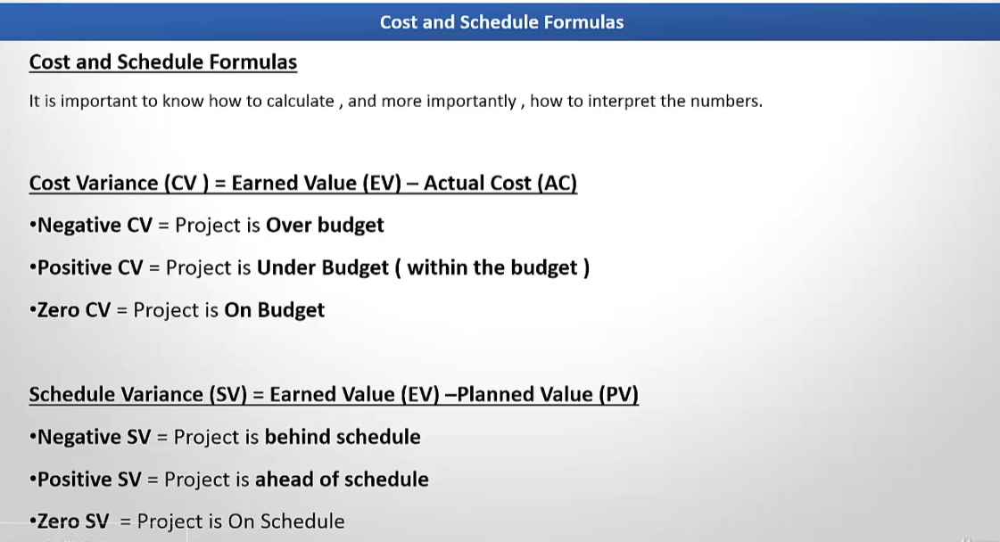 Cost and Schedule Formulas
Cost and Schedule Formulas
It is important to know how to calculate , and more importantly , how to interpret the numbers.
Cost Variance (CV ) = Earned Value (EV) – Actual Cost (AC)
•Negative CV = Project is Over budget
•Positive CV = Project is Under Budget ( within the budget )
•Zero CV = Project is On Budget
Schedule Variance (SV) = Earned Value (EV) –Planned Value (PV)
•Negative SV = Project is behind schedule
•Positive SV = Project is ahead of schedule
•Zero SV = Project is On Schedule